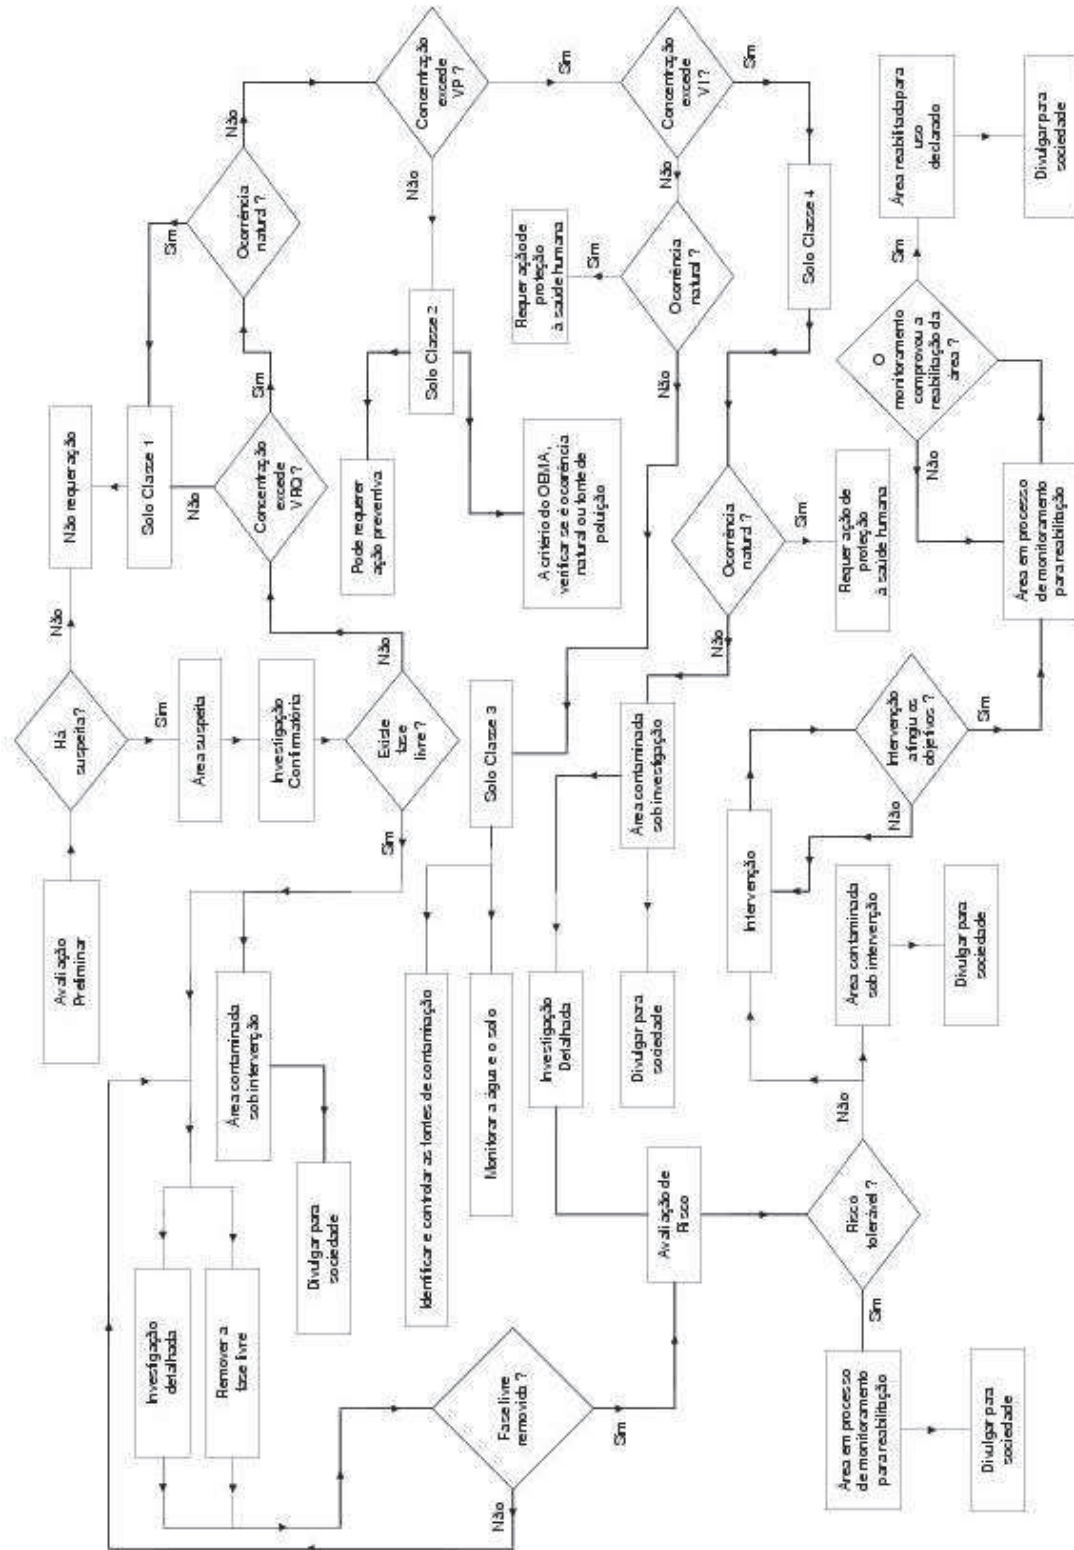 Avaliação
Preliminar
Há
suspeita?
Não
Não requer ação
Sim
Área suspeita
Investigação
Confirmatória
Existe
fase
livre ?
Sim
Não
Solo Classe 1
Concentração
excede
VRQ ?
Não
Sim
Ocorrência
natural ?
Sim
Não
Concentração
excede
VP ?
Não
Sim
Solo Classe 2
Pode requerer
ação preventiva
A critério do OEMA,
verificar se é ocorrência
natural ou fonte de
poluição
Concentração
excede
VI ?
Não
Sim
Ocorrência
natural ?
Sim
Não
Requer ação de
proteção
à saúde humana
Solo Classe 3
Identificar e controlar as fontes de contaminação
Monitorar a água e o solo
Solo Classe 4
Ocorrência
natural ?
Sim
Não
Requer ação de
proteção
à saúde humana
Área contaminada
sob investigação
Divulgar para
sociedade
Investigação
Detalhada
Área contaminada
sob intervenção
Divulgar para
sociedade
Investigação
detalhada
Remover a
fase livre
Fase livre
removida ?
Não
Sim
Avaliação de
Risco
Risco
tolerável ?
Sim
Não
Área em processo
de monitoramento
para reabilitação
Divulgar para
sociedade
Intervenção
Área contaminada
sob intervenção
Divulgar para
sociedade
Intervenção
atingiu os
objetivos ?
Não
Sim
Área em processo
de monitoramento
para reabilitação
O
monitoramento
comprovou a
reabilitação da
área ?
Não
Sim
Área reabilitada para
uso
declarado
Divulgar para
sociedade